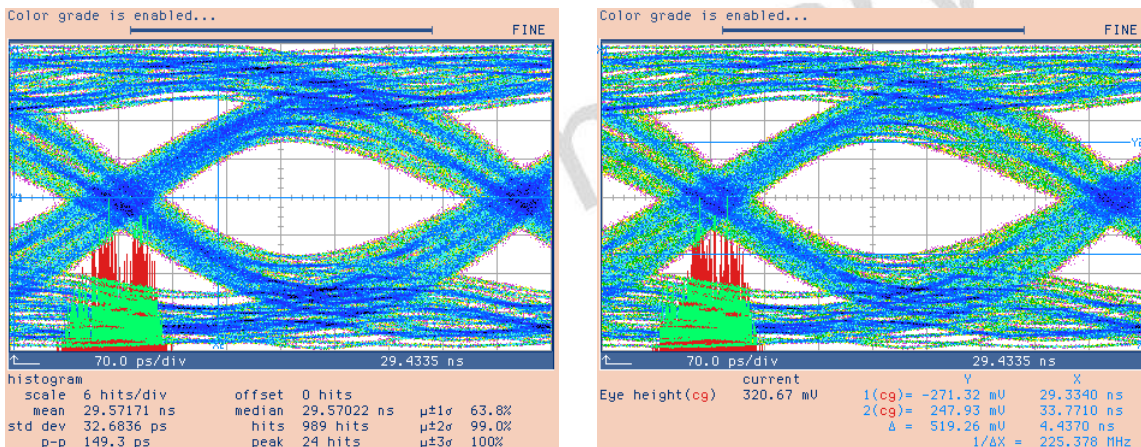 Color grade is enabled...
FINE
Y1
X2
70.0 ps/div
29.4335 ns
histogram
scale 6 hits/div offset 0 hits
mean 29.57171 ns median 29.57022 ns μ±1σ 63.8%
std dev 32.6836 ps hits 989 hits μ±2σ 99.0%
p-p 149.3 ps peak 24 hits μ±3σ 100%
Color grade is enabled...
FINE
Y2
70.0 ps/div
29.4335 ns
current Y X
Eye height(cg) 320.67 mV 1(cg)= -271.32 mV 29.3340 ns
2(cg)= 247.93 mV 33.7710 ns
Δ = 519.26 mV 4.4370 ns
1/ΔX = 225.378 MHz